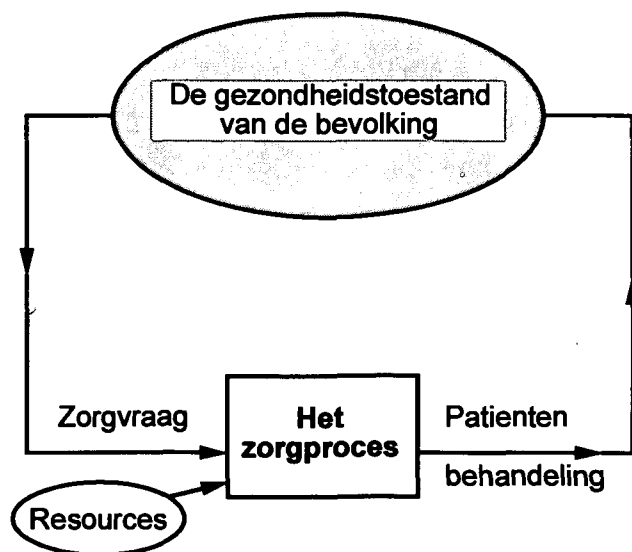 De gezondheidstoestand
van de bevolking
Zorgvraag
Het
zorgproces
Patienten
behandeling
Resources